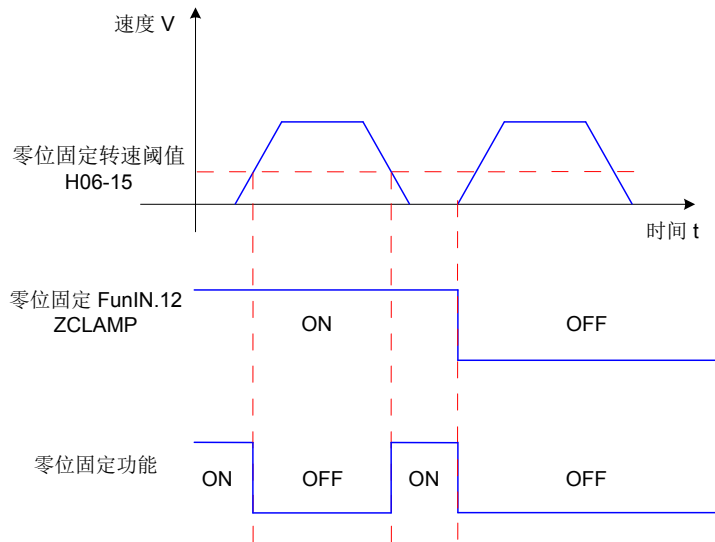 速度 V
零位固定转速阈值
H06-15
时间 t
零位固定 FunIN.12
ZCLAMP
ON
OFF
零位固定功能
ON
OFF
ON
OFF